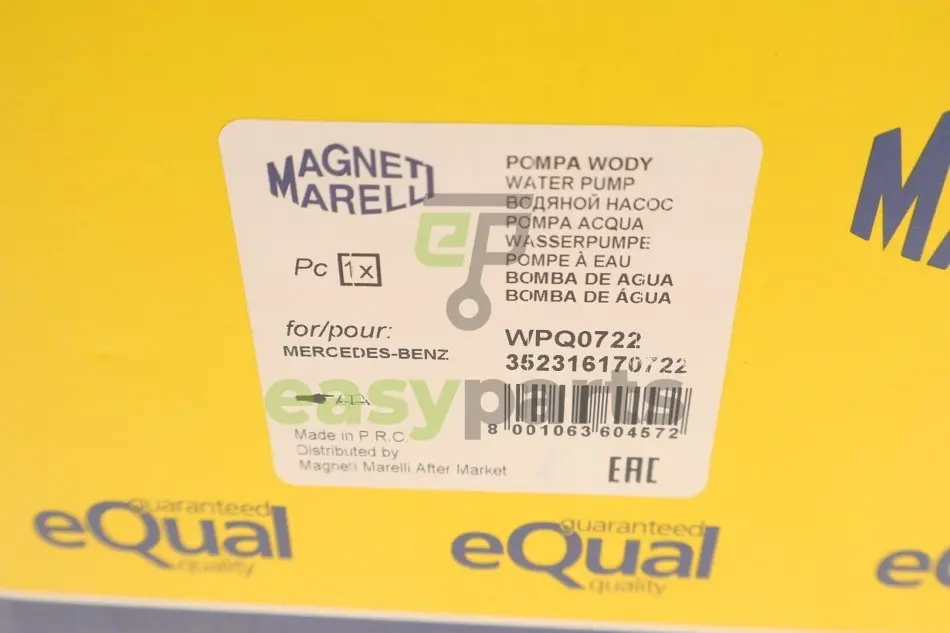 MAGNETI
MARELLI
Pc 1x
for/pour:
MERCEDES-BENZ
Made in P.R.C.
Distributed by
Magneti Marelli After Market
POMPA WODY
WATER PUMP
ВОДЯНОЙ НАСОС
POMPA ACQUA
WASSERPUMPE
POMPE À EAU
BOMBA DE AGUA
BOMBA DE ÁGUA
WPQ0722
352316170722
8 001063 604572
EAC
ep
easyparts
guaranteed
eQual
quality
guaranteed
eQual
quality